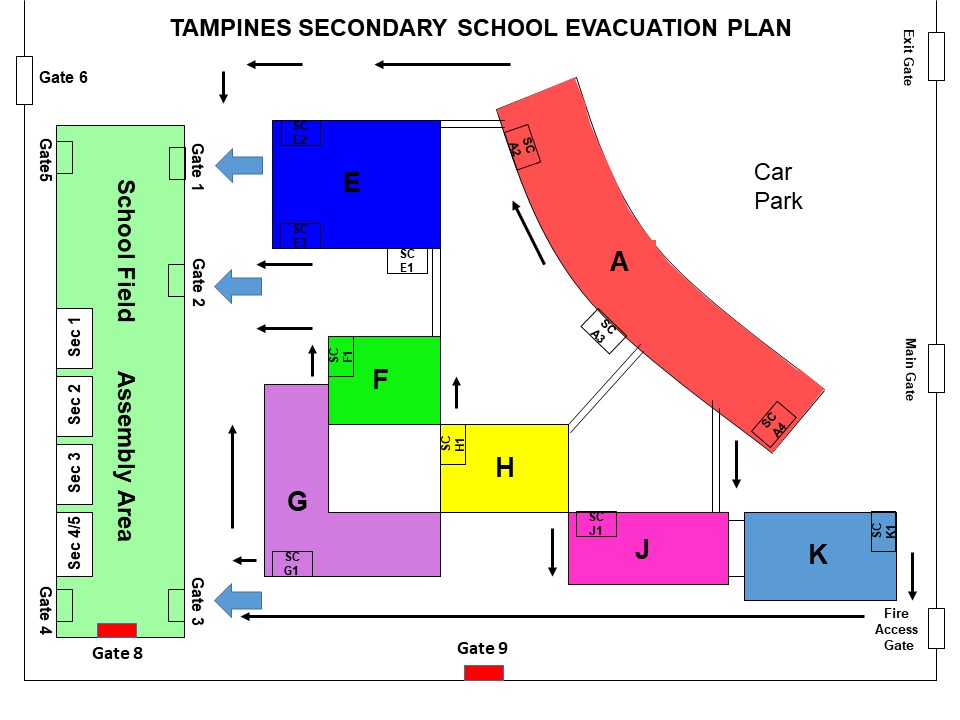 TAMPINES SECONDARY SCHOOL EVACUATION PLAN
Exit Gate
Gate 6
Gate5
Gate 1
SC
E2
E
SC
E3
SC
E1
SC
A2
A
SC
A3
SC
A4
Car
Park
School Field Assembly Area
Gate 2
Sec 1
Sec 2
Sec 3
Sec 4/5
SC
F1
F
Main Gate
SC
H1
H
G
SC
G1
SC
J1
J
K
SC
K1
Gate 4
Gate 3
Fire
Access
Gate
Gate 8
Gate 9